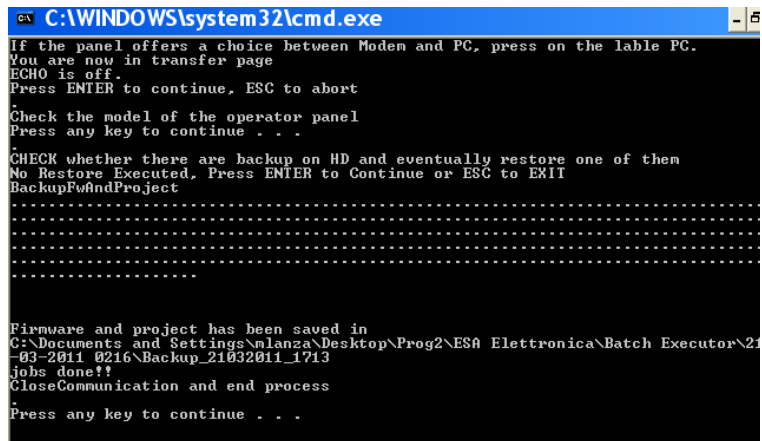 C:\WINDOWS\system32\cmd.exe
If the panel offers a choice between Modem and PC, press on the lable PC.
You are now in transfer page
ECHO is off.
Press ENTER to continue, ESC to abort
.
Check the model of the operator panel
Press any key to continue . . .
.
CHECK whether there are backup on HD and eventually restore one of them
No Restore Executed, Press ENTER to Continue or ESC to EXIT
BackupFwAndProject
...............................................................................
...............................................................................
...............................................................................
...............................................................................
....................
Firmware and project has been saved in
C:\Documents and Settings\mlanza\Desktop\Prog2\ESA Elettronica\Batch Executor\21
-03-2011 0216\Backup_21032011_1713
jobs done!!
CloseCommunication and end process
.
Press any key to continue . . .